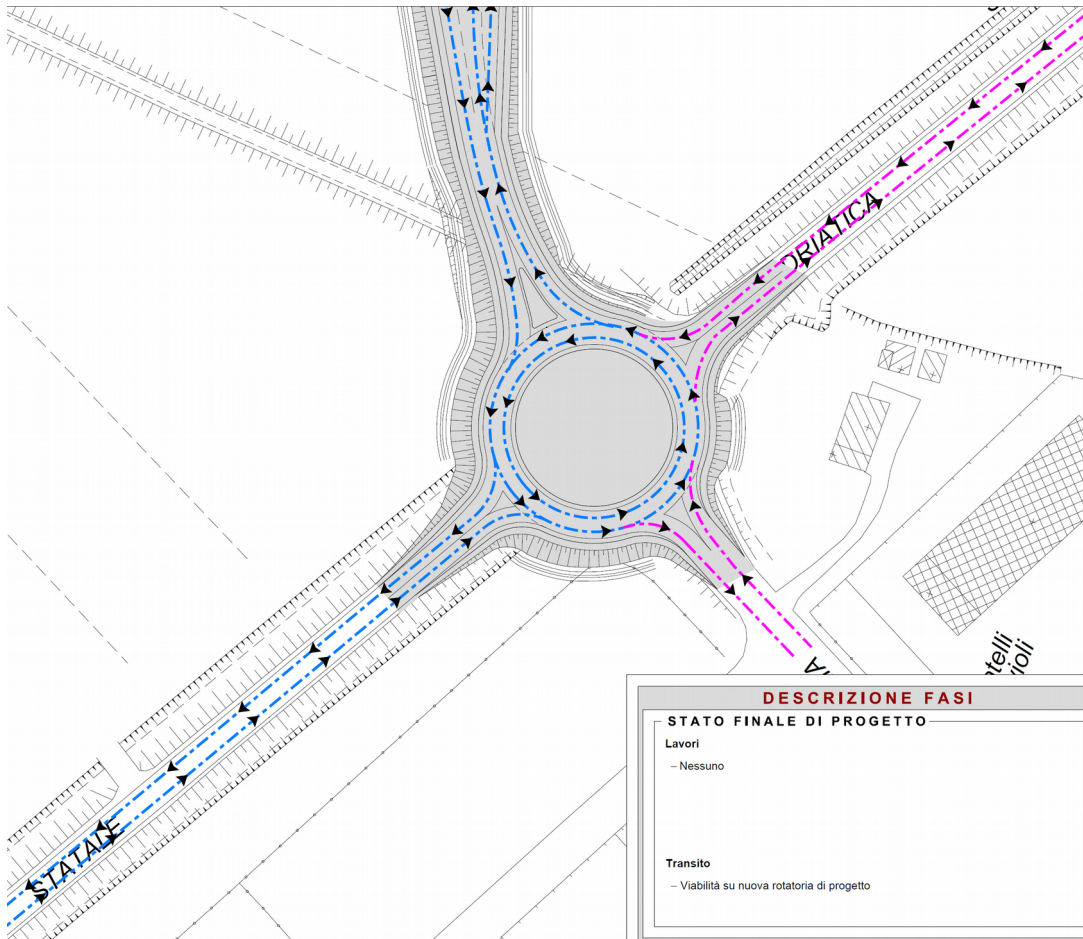 DRIATICA
STATALE
DESCRIZIONE FASI
STATO FINALE DI PROGETTO
Lavori
– Nessuno
Transito
– Viabilità su nuova rotatoria di progetto